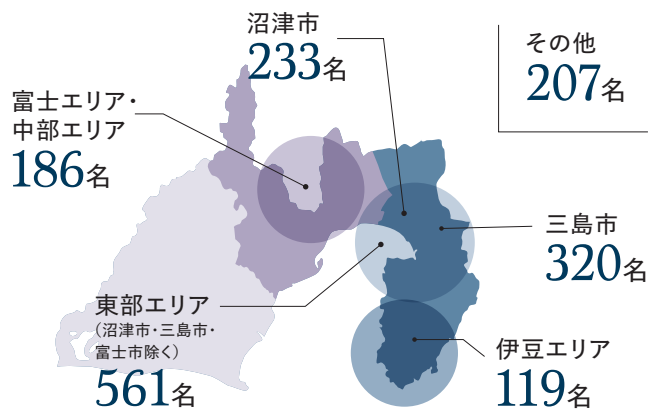 沼津市
233名
その他
207名
富士エリア・
中部エリア
186名
三島市
320名
東部エリア
(沼津市・三島市・
富士市除く)
561名
伊豆エリア
119名